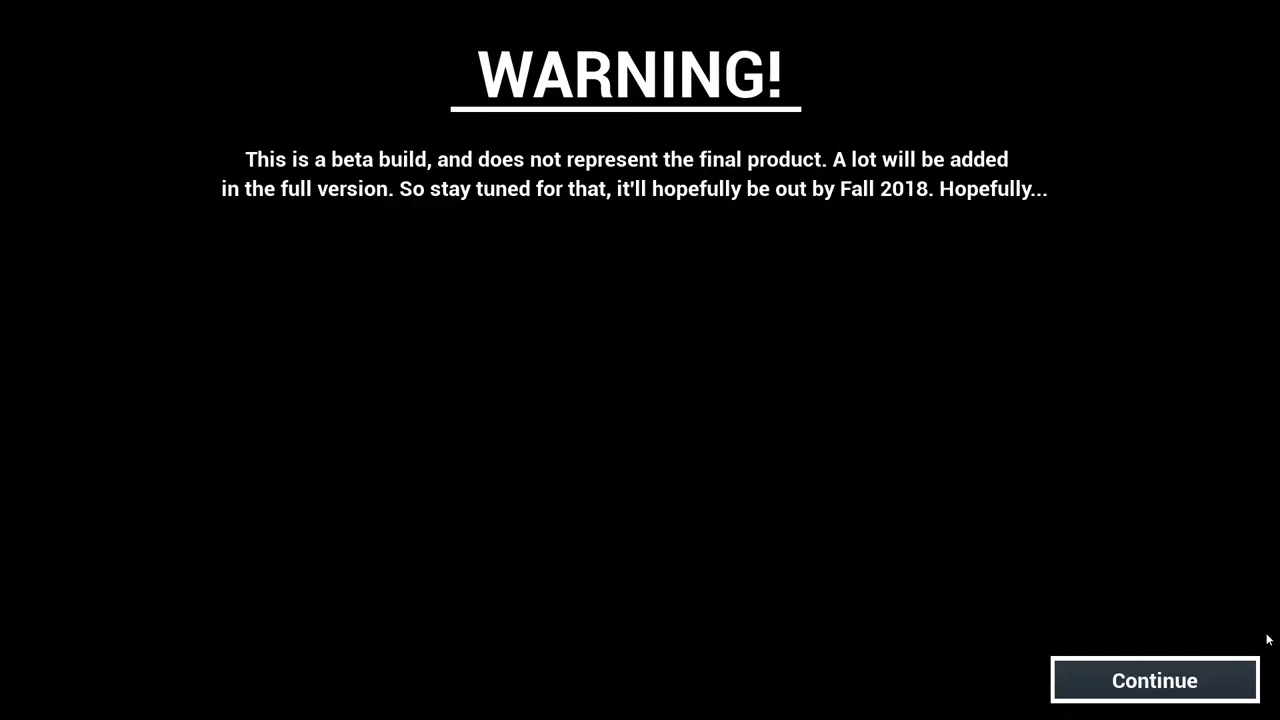 WARNING!
This is a beta build, and does not represent the final product. A lot will be added
in the full version. So stay tuned for that, it'll hopefully be out by Fall 2018. Hopefully...
Continue